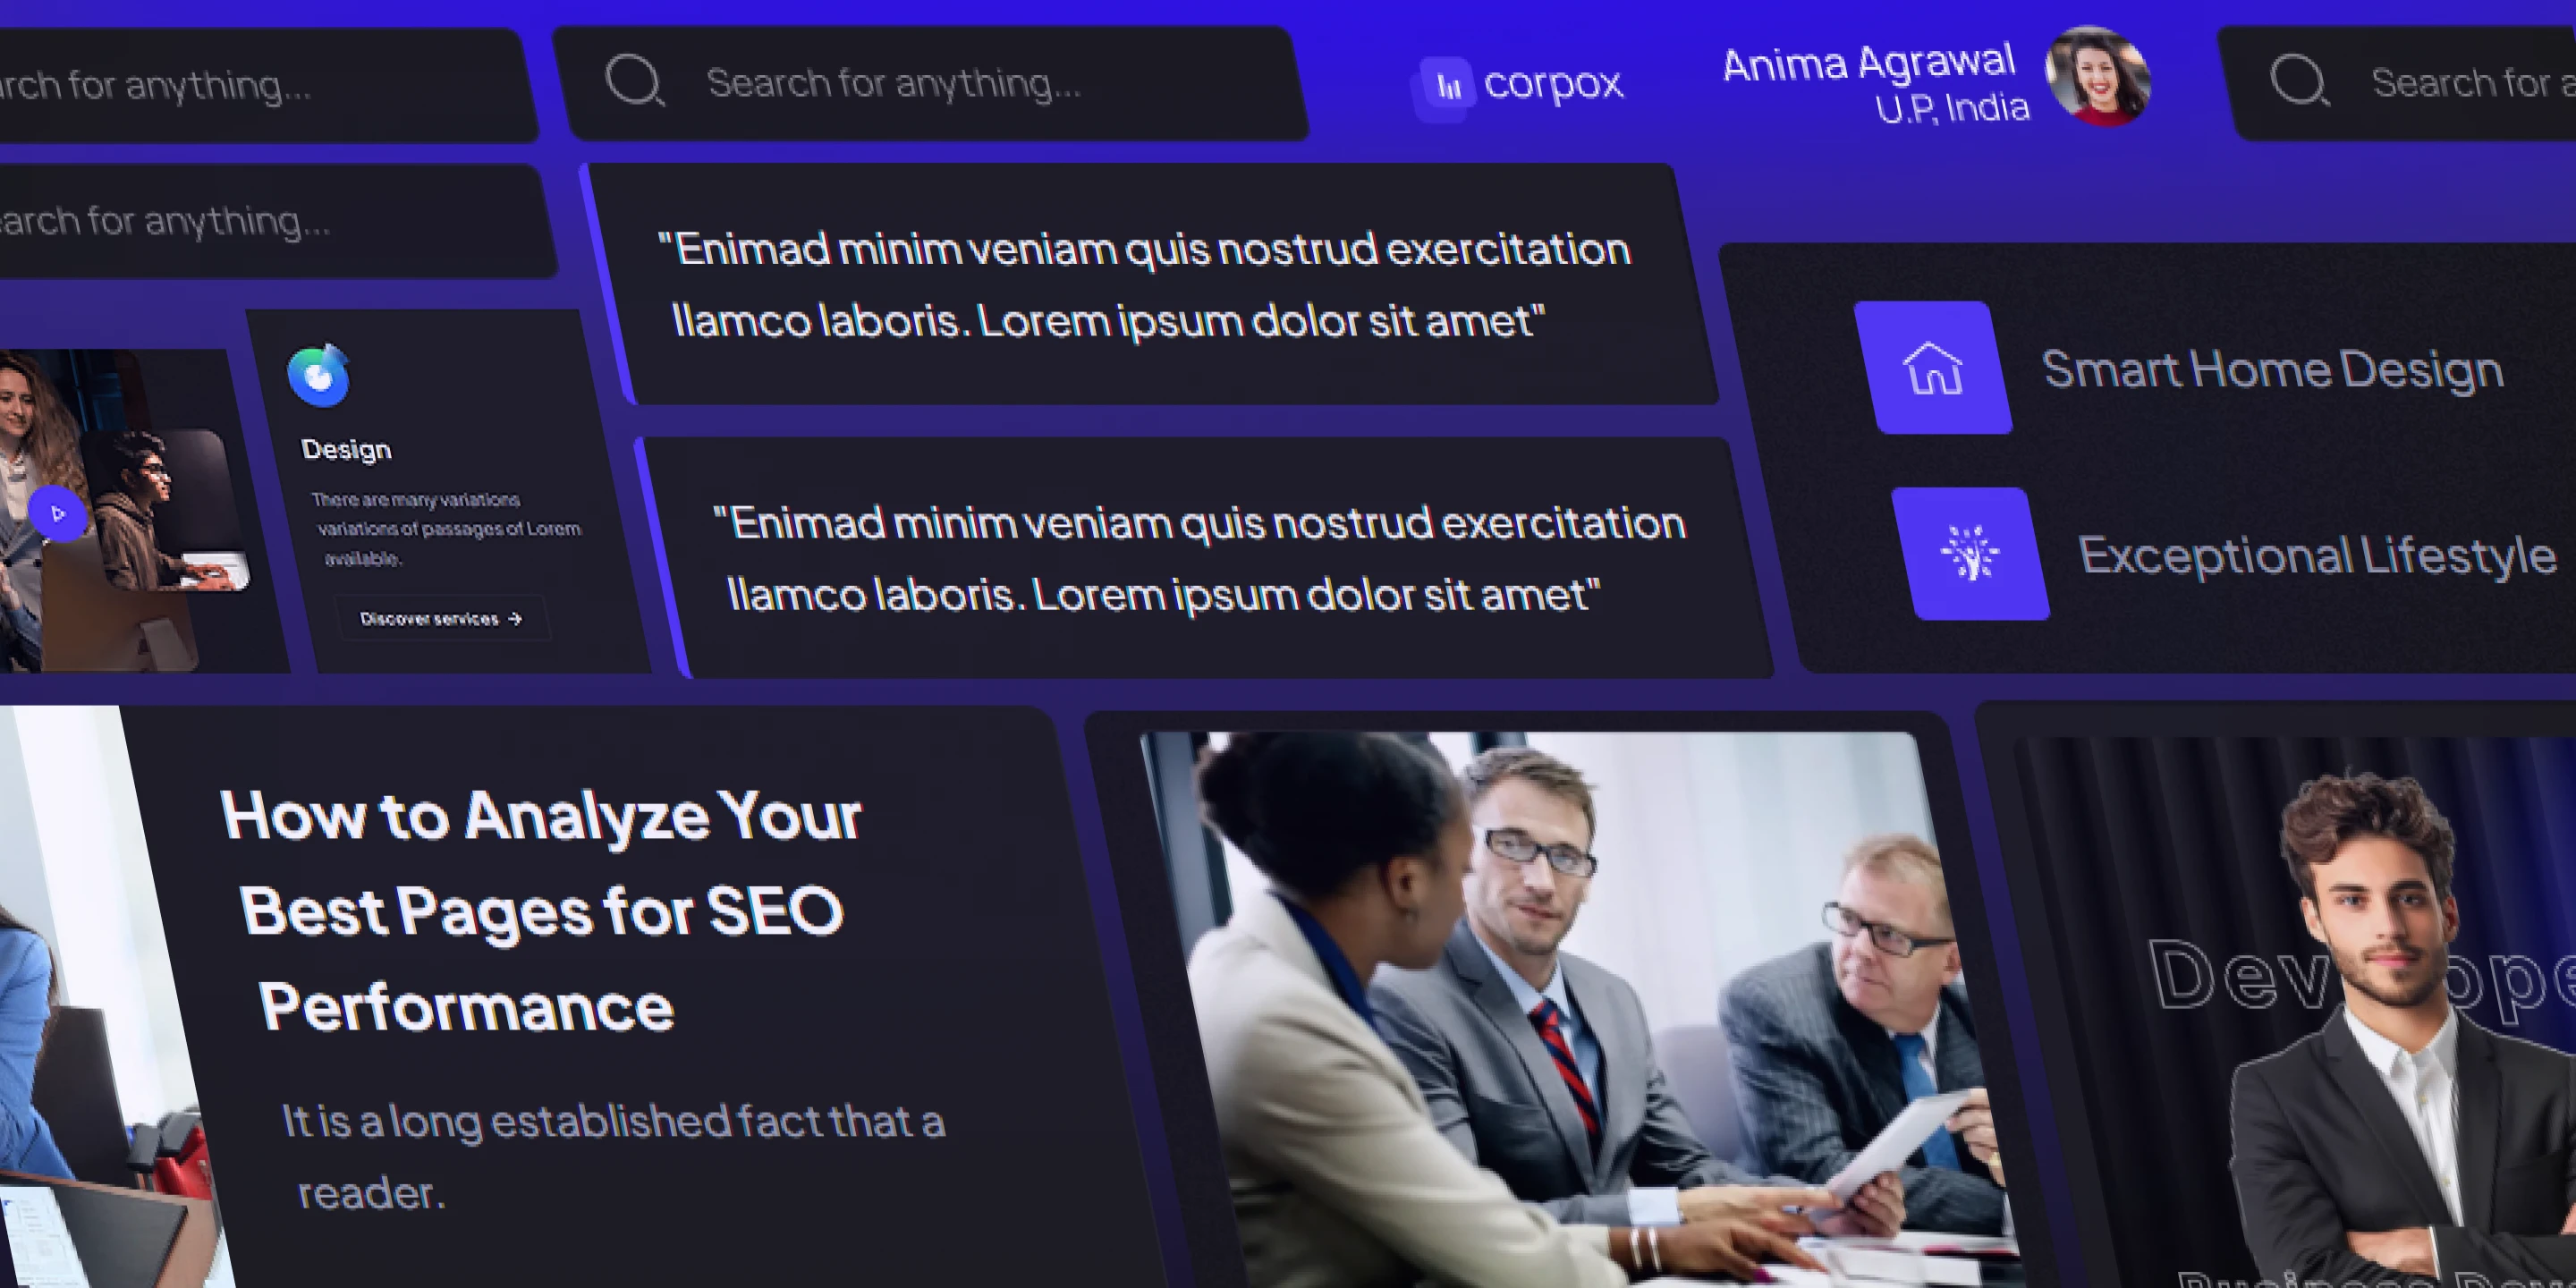 rch for anything...
Search for anything...
corpox
Anima Agrawal
U.P, India
Search for a
arch for anything...
"Enimad minim veniam quis nostrud exercitation
llamco laboris. Lorem ipsum dolor sit amet"
Smart Home Design
Design
There are many variations
variations of passages of Lorem
available.
Discover services →
"Enimad minim veniam quis nostrud exercitation
llamco laboris. Lorem ipsum dolor sit amet"
Exceptional Lifestyle
How to Analyze Your
Best Pages for SEO
Performance
It is a long established fact that a
reader.
Dev ope